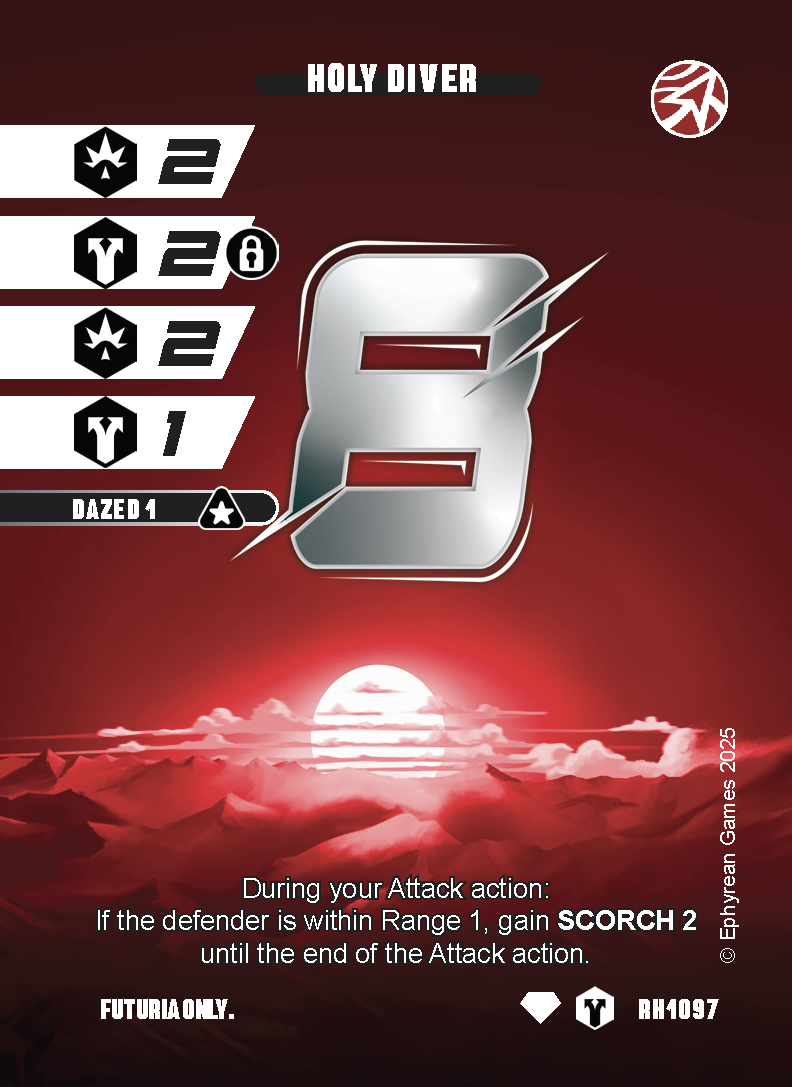 HOLY DIVER
2
2
2
1
DAZED 1
6
During your Attack action:
If the defender is within Range 1, gain SCORCH 2
until the end of the Attack action.
© Ephyrean Games 2025
FUTURIA ONLY.
RH1097